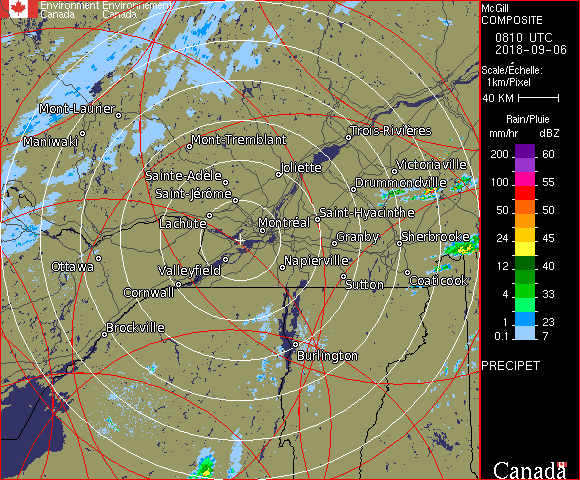 Environment Environnement
Canada Canada
McGill
COMPOSITE
0810 UTC
2018-09-06
Scale/Échelle:
1km/Pixel
40 KM
Rain/Pluie
mm/hr dBZ
200 60
100 55
50 50
24 45
12 40
8 33
4 33
1 23
0.1 7
PRECIPET
Canada
Mont-Laurier
Maniwaki
Mont-Tremblant
Trois-Rivières
Joliette
Victoriaville
Sainte-Adèle
Drummondville
Saint-Jérôme
Lachute
Saint-Hyacinthe
Montréal
Granby
Sherbrooke
Ottawa
Valleyfield
Napierville
Sutton
Coaticook
Cornwall
Brockville
Burlington